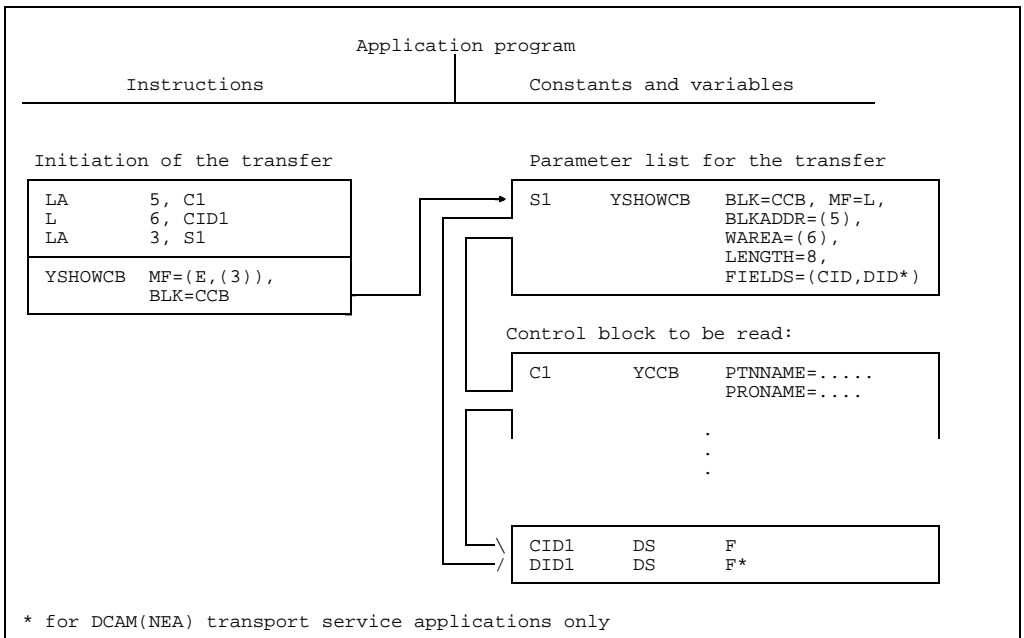 Application program
Instructions
Constants and variables
Initiation of the transfer
LA 5, C1
L 6, CID1
LA 3, S1
YSHOWCB MF=(E,(3)),
BLK=CCB
Parameter list for the transfer
S1 YSHOWCB BLK=CCB, MF=L,
BLKADDR=(5),
WAREA=(6),
LENGTH=8,
FIELDS=(CID,DID*)
Control block to be read:
C1 YCCB PTNNAME=.....
PRONAME=....
.
.
.
CID1 DS F
DID1 DS F*
* for DCAM(NEA) transport service applications only